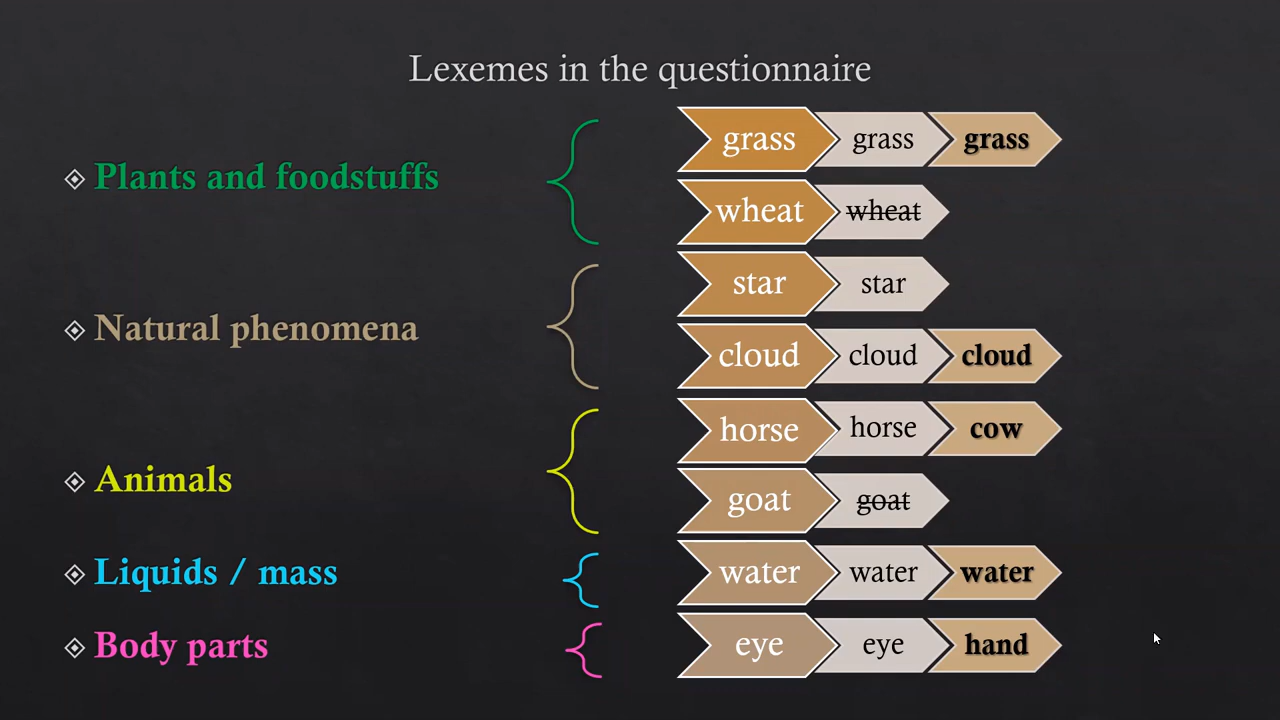 Lexemes in the questionnaire
Plants and foodstuffs
grass grass grass
wheat wheat
Natural phenomena
star star
cloud cloud cloud
Animals
horse horse cow
goat goat
Liquids / mass
water water water
Body parts
eye eye hand